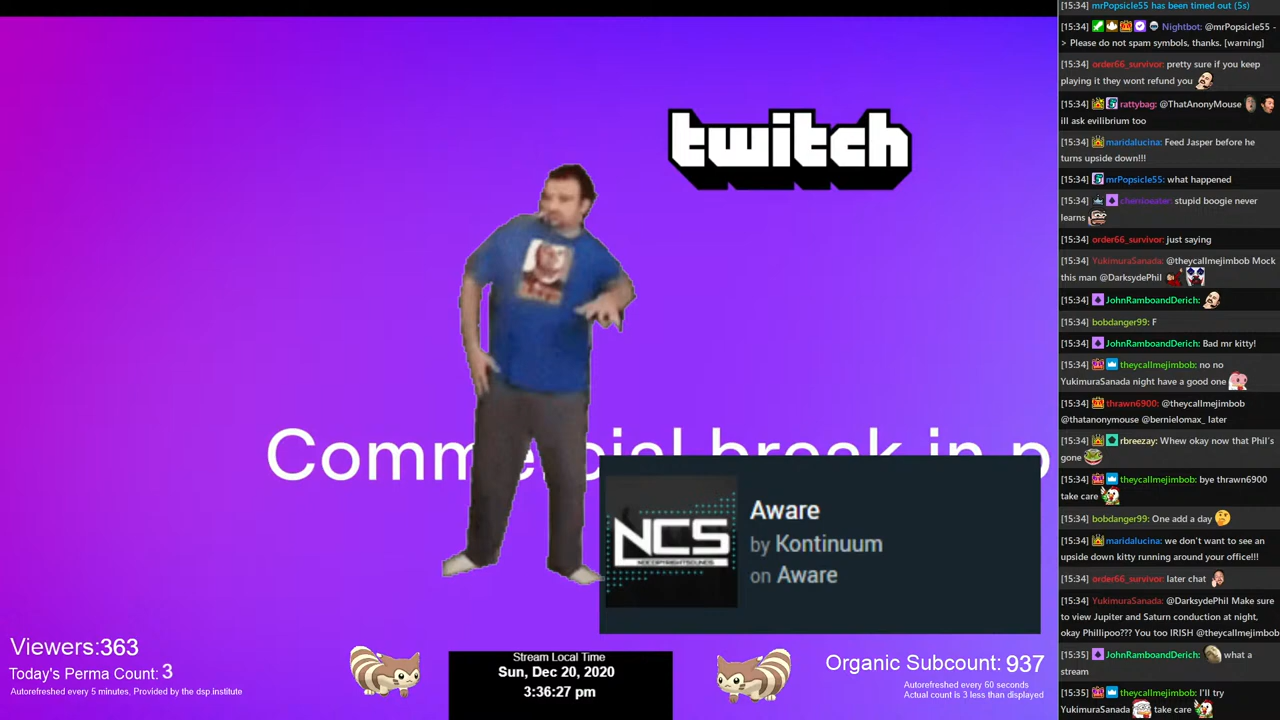 twitch
Commercial break in p
NCS
Aware
by Kontinuum
on Aware
Viewers:363
Today's Perma Count: 3
Autorefreshed every 5 minutes, Provided by the dsp.institute
Stream Local Time
Sun, Dec 20, 2020
3:36:27 pm
Organic Subcount: 937
Autorefreshed every 60 seconds
Actual count is 3 less than displayed
mrPopsicle55 has been timed out (5s)
[15:34] Nightbot: @mrPopsicle55 -
> Please do not spam symbols, thanks. [warning]
[15:34] order66_survivor: pretty sure if you keep
playing it they wont refund you
[15:34] rattybag: @ThatAnonyMouse
ill ask evilibrium too
[15:34] maridalucina: Feed Jasper before he
turns upside down!!!
[15:34] mrPopsicle55: what happened
[15:34] cheriioeater: stupid boogie never
learns
[15:34] order66_survivor: just saying
[15:34] YukimuraSanada: @theycallmejimbob Mock
this man @DarksydePhil
[15:34] JohnRamboandDerich:
[15:34] bobdanger99: F
[15:34] JohnRamboandDerich: Bad mr kitty!
[15:34] theycallmejimbob: no no
YukimuraSanada night have a good one
[15:34] thrawn6900: @theycallmejimbob
@thatanonymouse @bernielomax_ later
[15:34] rbreezay: Whew okay now that Phil's
gone
[15:34] theycallmejimbob: bye thrawn6900
take care
[15:34] bobdanger99: One add a day
[15:34] maridalucina: we don't want to see an
upside down kitty running around your office!!!
[15:34] order66_survivor: later chat
[15:34] YukimuraSanada: @DarksydePhil Make sure
to view Jupiter and Saturn conduction at night,
okay Phillipoo??? You too IRISH @theycallmejimbob
[15:35] JohnRamboandDerich: what a
stream
[15:35] theycallmejimbob: I'll try
YukimuraSanada take care